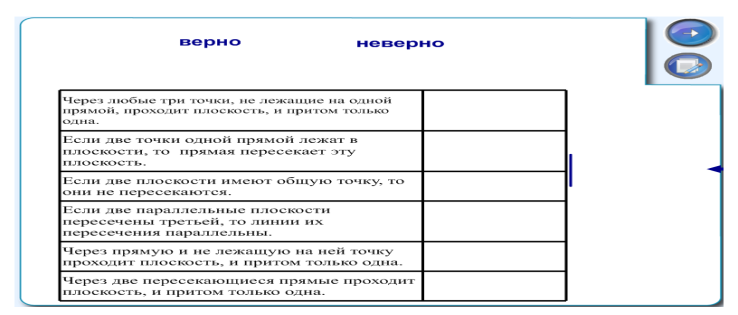 верно неверно
Через любые три точки, не лежащие на одной
прямой, проходит плоскость, и притом только
одна.
Если две точки одной прямой лежат в
плоскости, то прямая пересекает эту
плоскость.
Если две плоскости имеют общую точку, то
они не пересекаются.
Если две параллельные плоскости
пересечены третьей, то линии их
пересечения параллельны.
Через прямую и не лежащую на ней точку
проходит плоскость, и притом только одна.
Через две пересекающиеся прямые проходит
плоскость, и притом только одна.